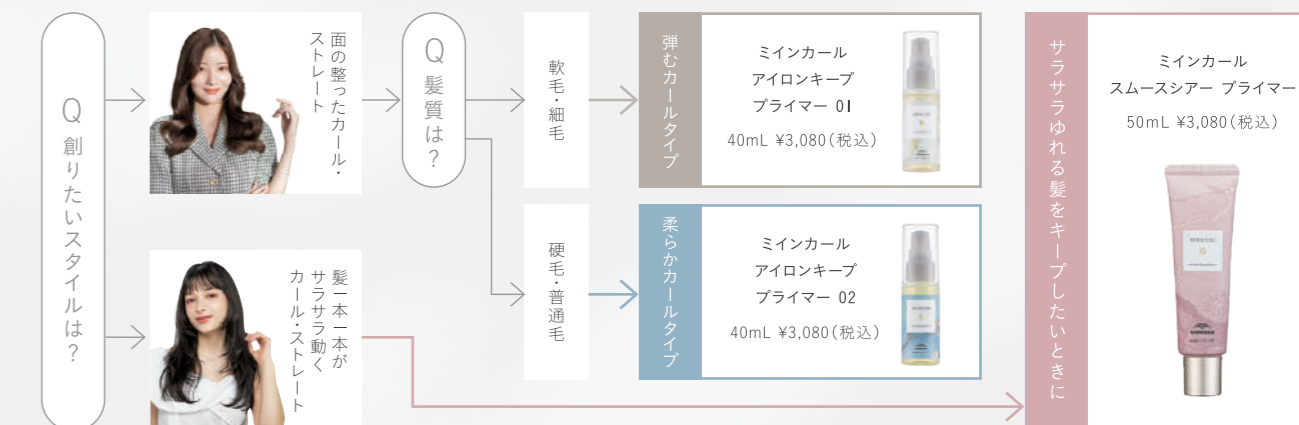 Q 創りたいスタイルは？
面の整ったカール・
ストレート
Q 髪質は？
軟毛・細毛
弾むカールタイプ
ミインカール
アイロンキープ
プライマー 01
40mL ¥3,080(税込)
硬毛・普通毛
柔らかカールタイプ
ミインカール
アイロンキープ
プライマー 02
40mL ¥3,080(税込)
髪一本一本が
サラサラ動く
カール・ストレート
サラサラゆれる髪をキープしたいときに
ミインカール
スムースシアー プライマー
50mL ¥3,080(税込)